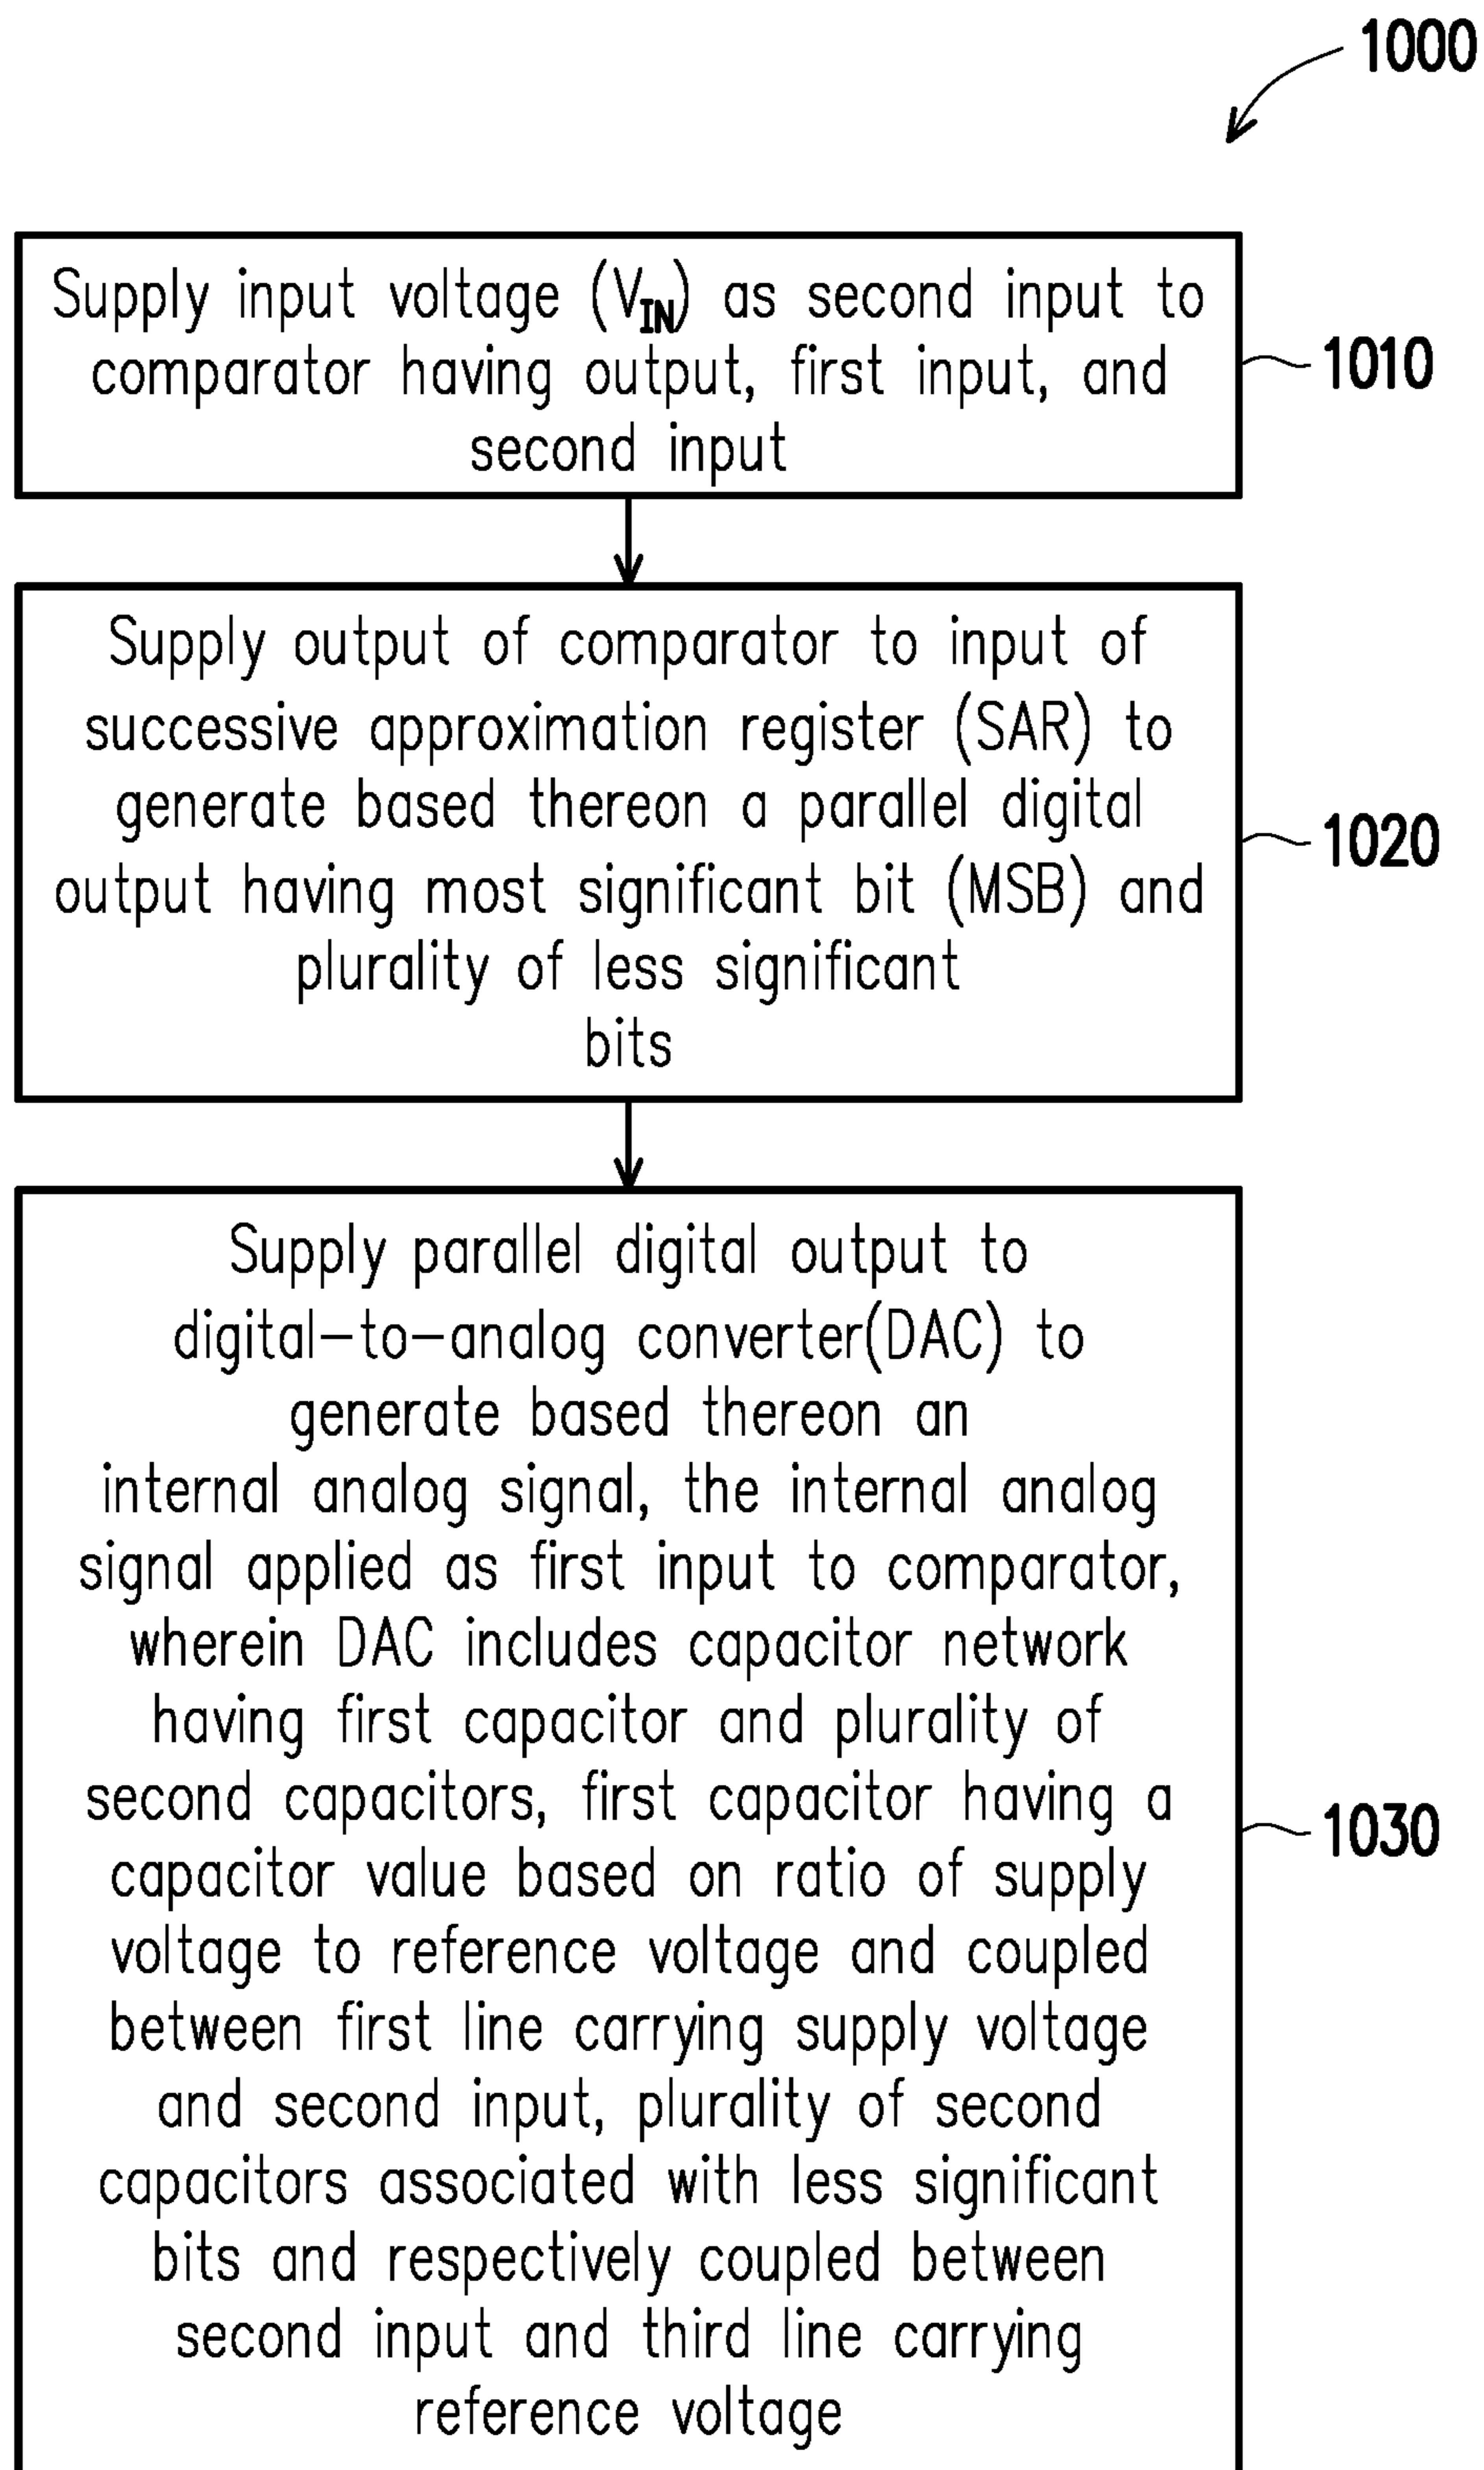 1000
Supply input voltage (VIN) as second input to
comparator having output, first input, and
second input
1010
Supply output of comparator to input of
successive approximation register (SAR) to
generate based thereon a parallel digital
output having most significant bit (MSB) and
plurality of less significant
bits
1020
Supply parallel digital output to
digital-to-analog converter(DAC) to
generate based thereon an
internal analog signal, the internal analog
signal applied as first input to comparator,
wherein DAC includes capacitor network
having first capacitor and plurality of
second capacitors, first capacitor having a
capacitor value based on ratio of supply
voltage to reference voltage and coupled
between first line carrying supply voltage
and second input, plurality of second
capacitors associated with less significant
bits and respectively coupled between
second input and third line carrying
reference voltage
1030